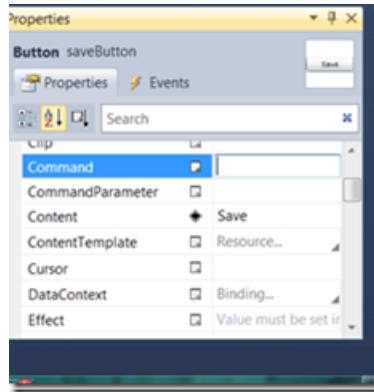 Properties
Button saveButton
Save
Properties Events
Search
Clip
Command
CommandParameter
Content Save
ContentTemplate Resource...
Cursor
DataContext Binding...
Effect Value must be set in